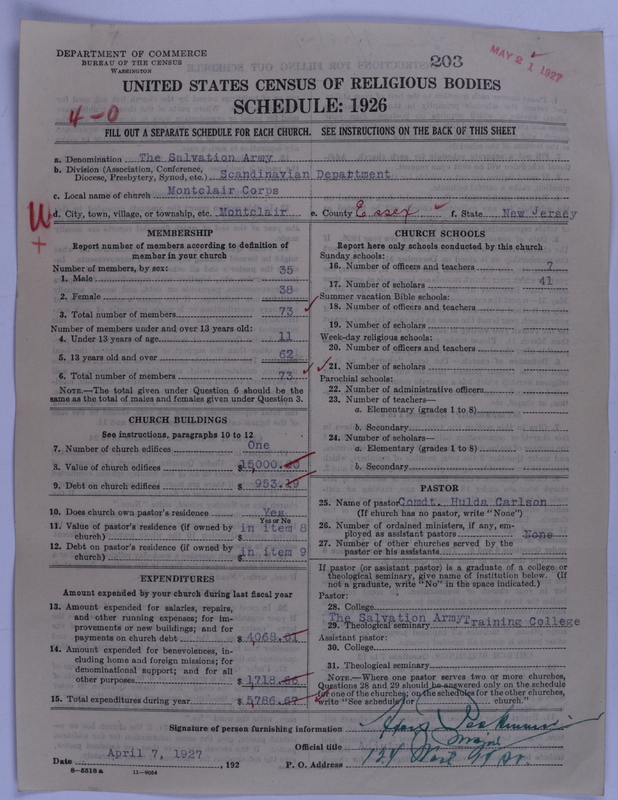 DEPARTMENT OF COMMERCE
BUREAU OF THE CENSUS
WASHINGTON
203
MAY 21 1927
UNITED STATES CENSUS OF RELIGIOUS BODIES
SCHEDULE: 1926
4-0
FILL OUT A SEPARATE SCHEDULE FOR EACH CHURCH. SEE INSTRUCTIONS ON THE BACK OF THIS SHEET
a. Denomination The Salvation Army
b. Division (Association, Conference, Diocese, Presbytery, Synod, etc.) Scandinavian Department
c. Local name of church Montclair Corps
W d. City, town, village, or township, etc. Montclair e. County Essex f. State New Jersey
+
MEMBERSHIP
Report number of members according to definition of
member in your church
Number of members, by sex:
1. Male 35
2. Female 38
3. Total number of members 73
Number of members under and over 13 years old:
4. Under 13 years of age 11
5. 13 years old and over 62
6. Total number of members 73
NOTE.—The total given under Question 6 should be the
same as the total of males and females given under Question 3.
CHURCH BUILDINGS
See instructions, paragraphs 10 to 12
7. Number of church edifices One
8. Value of church edifices $15000.00
9. Debt on church edifices $ 953.19
10. Does church own pastor's residence Yes
Yes or No
11. Value of pastor's residence (if owned by
church) $ in item 8
12. Debt on pastor's residence (if owned by
church) $ in item 9
EXPENDITURES
Amount expended by your church during last fiscal year
13. Amount expended for salaries, repairs,
and other running expenses; for im-
provements or new buildings; and for
payments on church debt $ 4068.01
14. Amount expended for benevolences, in-
cluding home and foreign missions; for
denominational support; and for all
other purposes $ 1718.66
15. Total expenditures during year $ 5786.67
CHURCH SCHOOLS
Report here only schools conducted by this church
Sunday schools:
16. Number of officers and teachers 7
17. Number of scholars 41
Summer vacation Bible schools:
18. Number of officers and teachers
19. Number of scholars
Week-day religious schools:
20. Number of officers and teachers
21. Number of scholars
Parochial schools:
22. Number of administrative officers
23. Number of teachers—
a. Elementary (grades 1 to 8)
b. Secondary
24. Number of scholars—
a. Elementary (grades 1 to 8)
b. Secondary
PASTOR
25. Name of pastor Comdt. Hulda Carlson
(If church has no pastor, write "None")
26. Number of ordained ministers, if any, em-
ployed as assistant pastors None
27. Number of other churches served by the
pastor or his assistants
If pastor (or assistant pastor) is a graduate of a college or
theological seminary, give name of institution below. (If
not a graduate, write "No" in the space indicated.)
Pastor:
28. College
29. Theological seminary The Salvation Army Training College
Assistant pastor:
30. College
31. Theological seminary
NOTE.—Where one pastor serves two or more churches,
Questions 28 and 29 should be answered only on the schedule
for one of the churches; on the schedules for the other churches,
write "See schedule for church."
Signature of person furnishing information
Official title Major
Date April 7, 1927, 192 P. O. Address
8-5518a 11-9054